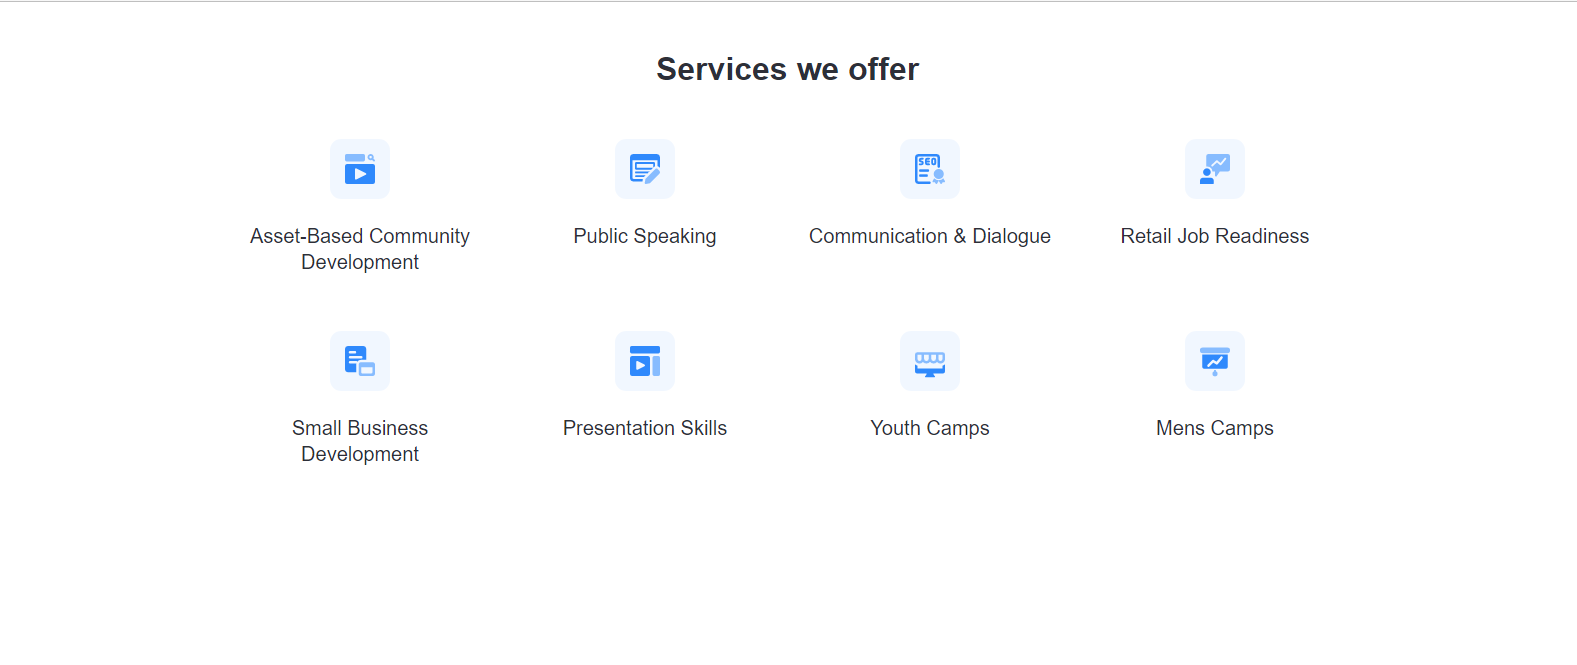 Services we offer
SEO
Asset-Based Community
Development
Public Speaking
Communication & Dialogue
Retail Job Readiness
Small Business
Development
Presentation Skills
Youth Camps
Mens Camps